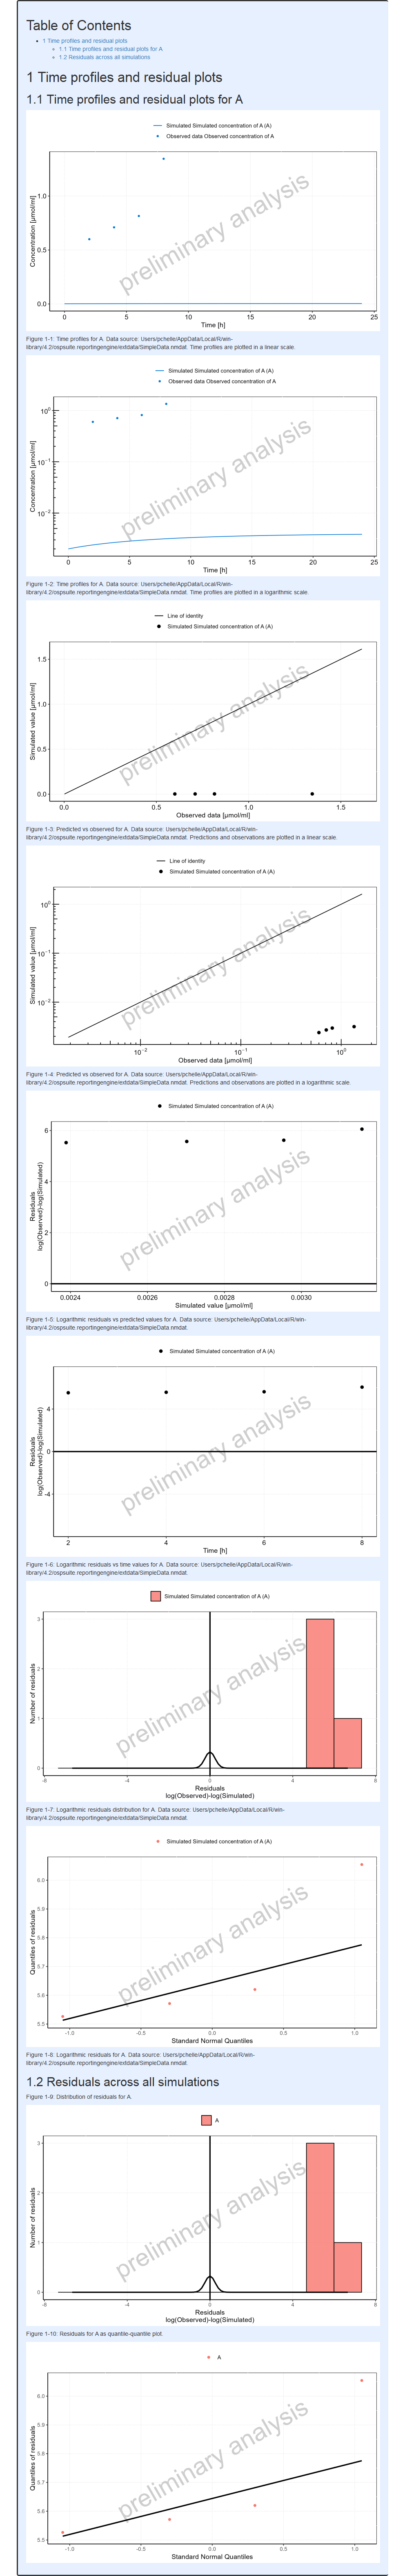 Table of Contents
1 Time profiles and residual plots
1.1 Time profiles and residual plots for A
1.2 Residuals across all simulations
1 Time profiles and residual plots
1.1 Time profiles and residual plots for A
Simulated Simulated concentration of A (A)
Observed data Observed concentration of A
Concentration [µmol/ml]
1.0
0.5
0.0
preliminary analysis
0 5 10 15 20 25
Time [h]
Figure 1-1: Time profiles for A. Data source: Users/pchelle/AppData/Local/R/win-
library/4.2/ospsuite.reportingengine/extdata/SimpleData.nmdat. Time profiles are plotted in a linear scale.
Simulated Simulated concentration of A (A)
Observed data Observed concentration of A
Concentration [µmol/ml]
10⁰
10⁻¹
10⁻²
preliminary analysis
0 5 10 15 20 25
Time [h]
Figure 1-2: Time profiles for A. Data source: Users/pchelle/AppData/Local/R/win-
library/4.2/ospsuite.reportingengine/extdata/SimpleData.nmdat. Time profiles are plotted in a logarithmic scale.
Line of identity
Simulated Simulated concentration of A (A)
Simulated value [µmol/ml]
1.5
1.0
0.5
0.0
preliminary analysis
0.0 0.5 1.0 1.5
Observed data [µmol/ml]
Figure 1-3: Predicted vs observed for A. Data source: Users/pchelle/AppData/Local/R/win-
library/4.2/ospsuite.reportingengine/extdata/SimpleData.nmdat. Predictions and observations are plotted in a linear scale.
Line of identity
Simulated Simulated concentration of A (A)
Simulated value [µmol/ml]
10⁰
10⁻¹
10⁻²
preliminary analysis
10⁻² 10⁻¹ 10⁰
Observed data [µmol/ml]
Figure 1-4: Predicted vs observed for A. Data source: Users/pchelle/AppData/Local/R/win-
library/4.2/ospsuite.reportingengine/extdata/SimpleData.nmdat. Predictions and observations are plotted in a logarithmic scale.
Simulated Simulated concentration of A (A)
Residuals
log(Observed)-log(Simulated)
6
4
2
0
preliminary analysis
0.0024 0.0026 0.0028 0.0030
Simulated value [µmol/ml]
Figure 1-5: Logarithmic residuals vs predicted values for A. Data source: Users/pchelle/AppData/Local/R/win-
library/4.2/ospsuite.reportingengine/extdata/SimpleData.nmdat.
Simulated Simulated concentration of A (A)
Residuals
log(Observed)-log(Simulated)
4
0
-4
preliminary analysis
2 4 6 8
Time [h]
Figure 1-6: Logarithmic residuals vs time values for A. Data source: Users/pchelle/AppData/Local/R/win-
library/4.2/ospsuite.reportingengine/extdata/SimpleData.nmdat.
Simulated Simulated concentration of A (A)
Number of residuals
3
2
1
0
preliminary analysis
-8 -4 0 4 8
Residuals
log(Observed)-log(Simulated)
Figure 1-7: Logarithmic residuals distribution for A. Data source: Users/pchelle/AppData/Local/R/win-
library/4.2/ospsuite.reportingengine/extdata/SimpleData.nmdat.
Simulated Simulated concentration of A (A)
Quantiles of residuals
6.0
5.9
5.8
5.7
5.6
5.5
preliminary analysis
-1.0 -0.5 0.0 0.5 1.0
Standard Normal Quantiles
Figure 1-8: Logarithmic residuals for A. Data source: Users/pchelle/AppData/Local/R/win-
library/4.2/ospsuite.reportingengine/extdata/SimpleData.nmdat.
1.2 Residuals across all simulations
Figure 1-9: Distribution of residuals for A.
A
Number of residuals
3
2
1
0
preliminary analysis
-8 -4 0 4 8
Residuals
log(Observed)-log(Simulated)
Figure 1-10: Residuals for A as quantile-quantile plot.
A
Quantiles of residuals
6.0
5.9
5.8
5.7
5.6
5.5
preliminary analysis
-1.0 -0.5 0.0 0.5 1.0
Standard Normal Quantiles